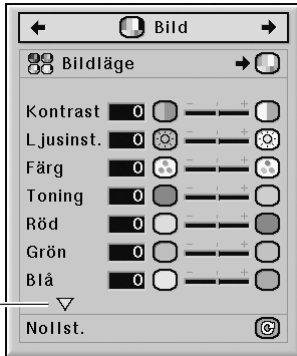 Bild
Bildläge
Kontrast 0
Ljusinst. 0
Färg 0
Toning 0
Röd 0
Grön 0
Blå 0
Nollst.